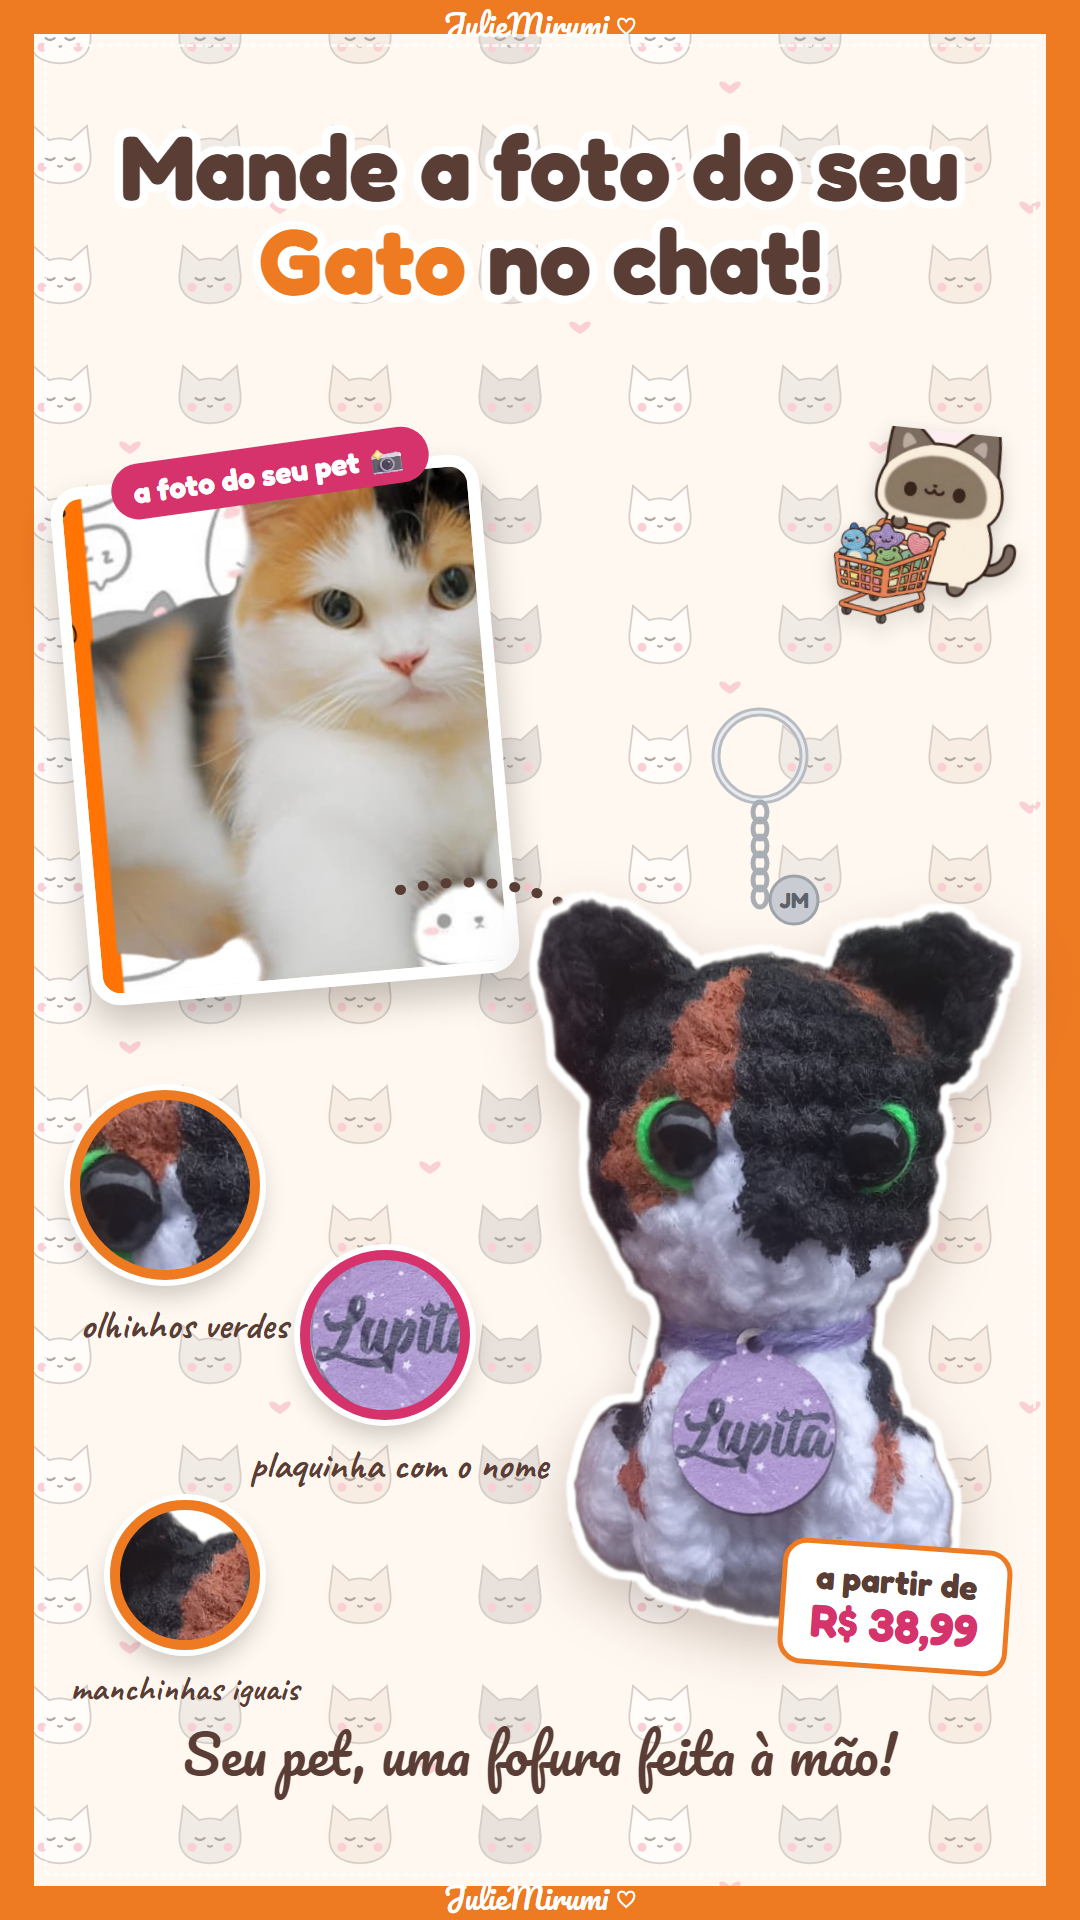 JulieMirumi ♡
Mande a foto do seu
Gato no chat!
a foto do seu pet 📸
z z
JM
olhinhos verdes
Lupita
plaquinha com o nome
Lupita
manchinhas iguais
a partir de
R$ 38,99
Seu pet, uma fofura feita à mão!
JulieMirumi ♡